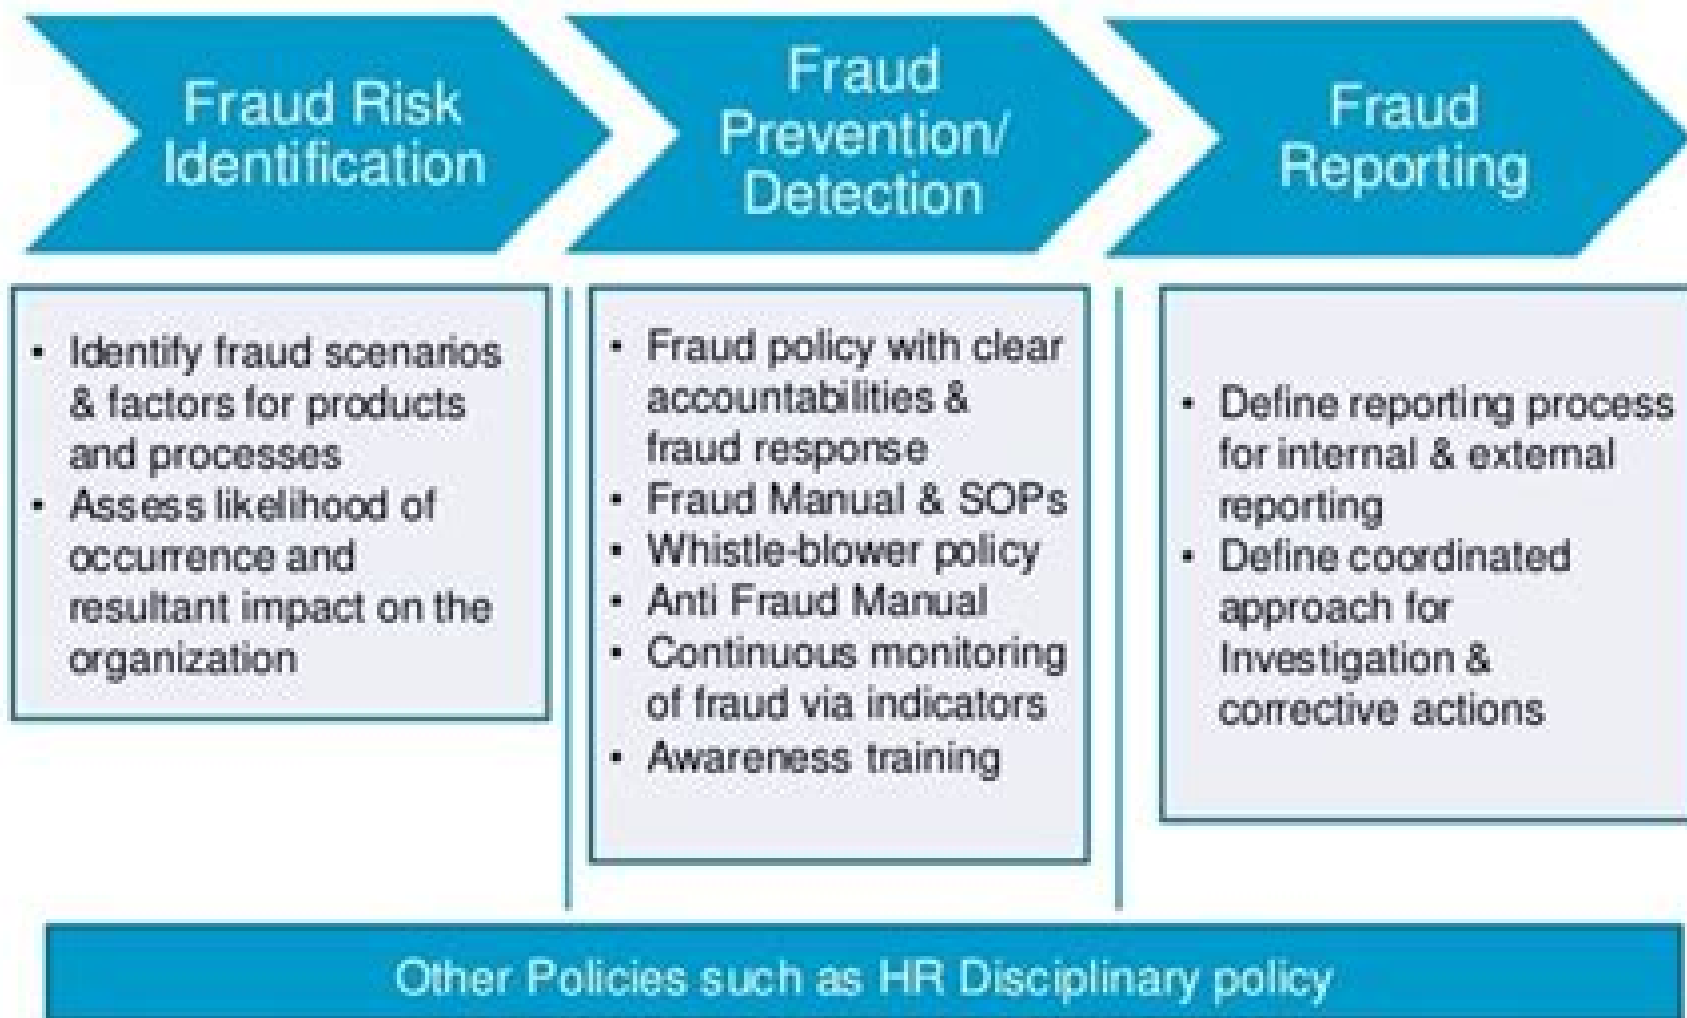 Fraud Risk
Identification
Fraud
Prevention/
Detection
Fraud
Reporting
• Identify fraud scenarios
& factors for products
and processes
• Assess likelihood of
occurrence and
resultant impact on the
organization
• Fraud policy with clear
accountabilities &
fraud response
• Fraud Manual & SOPs
• Whistle-blower policy
• Anti Fraud Manual
• Continuous monitoring
of fraud via indicators
• Awareness training
• Define reporting process
for internal & external
reporting
• Define coordinated
approach for
Investigation &
corrective actions
Other Policies such as HR Disciplinary policy